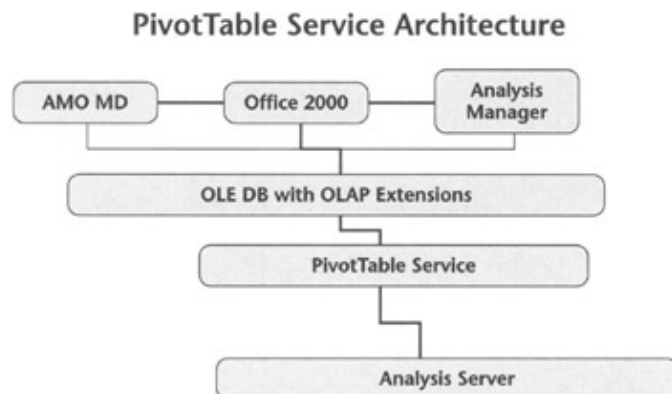 PivotTable Service Architecture
AMO MD
Office 2000
Analysis
Manager
OLE DB with OLAP Extensions
PivotTable Service
Analysis Server